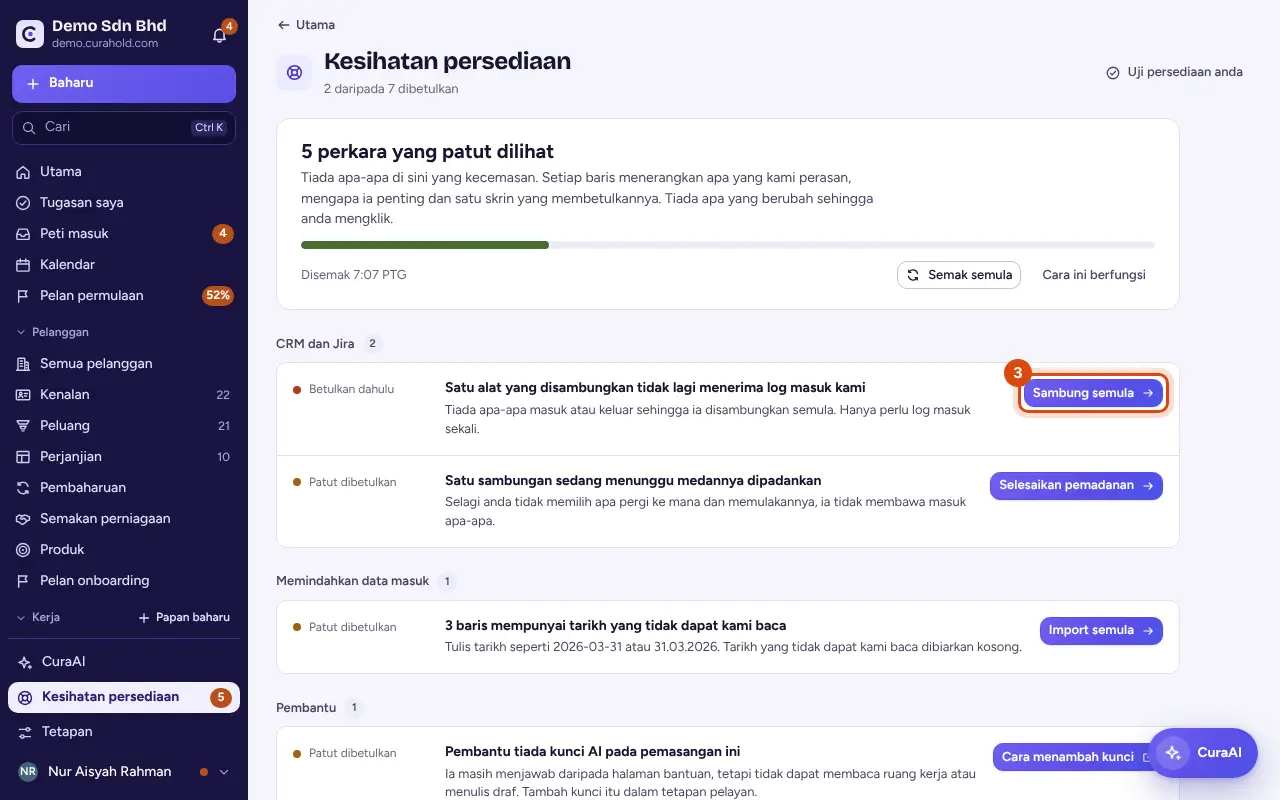 Demo Sdn Bhd
demo.curahold.com
4
Baharu
Cari
Ctrl K
Utama
Tugasan saya
Peti masuk
4
Kalendar
Pelan permulaan
52%
Pelanggan
Semua pelanggan
Kenalan
22
Peluang
21
Perjanjian
10
Pembaharuan
Semakan perniagaan
Produk
Pelan onboarding
Kerja
Papan baharu
CuraAI
Kesihatan persediaan
5
Tetapan
NR
Nur Aisyah Rahman
Utama
Kesihatan persediaan
2 daripada 7 dibetulkan
Uji persediaan anda
5 perkara yang patut dilihat
Tiada apa-apa di sini yang kecemasan. Setiap baris menerangkan apa yang kami perasan,
mengapa ia penting dan satu skrin yang membetulkannya. Tiada apa yang berubah sehingga
anda mengklik.
Disemak 7:07 PTG
Semak semula
Cara ini berfungsi
CRM dan Jira
2
Betulkan dahulu
Satu alat yang disambungkan tidak lagi menerima log masuk kami
Tiada apa-apa masuk atau keluar sehingga ia disambungkan semula. Hanya perlu log masuk
sekali.
3
Sambung semula
Patut dibetulkan
Satu sambungan sedang menunggu medannya dipadankan
Selagi anda tidak memilih apa pergi ke mana dan memulakannya, ia tidak membawa masuk
apa-apa.
Selesaikan pemadanan
Memindahkan data masuk
1
Patut dibetulkan
3 baris mempunyai tarikh yang tidak dapat kami baca
Tulis tarikh seperti 2026-03-31 atau 31.03.2026. Tarikh yang tidak dapat kami baca dibiarkan kosong.
Import semula
Pembantu
1
Patut dibetulkan
Pembantu tiada kunci AI pada pemasangan ini
Ia masih menjawab daripada halaman bantuan, tetapi tidak dapat membaca ruang kerja atau
menulis draf. Tambah kunci itu dalam tetapan pelayan.
Cara menambah kunci
CuraAI